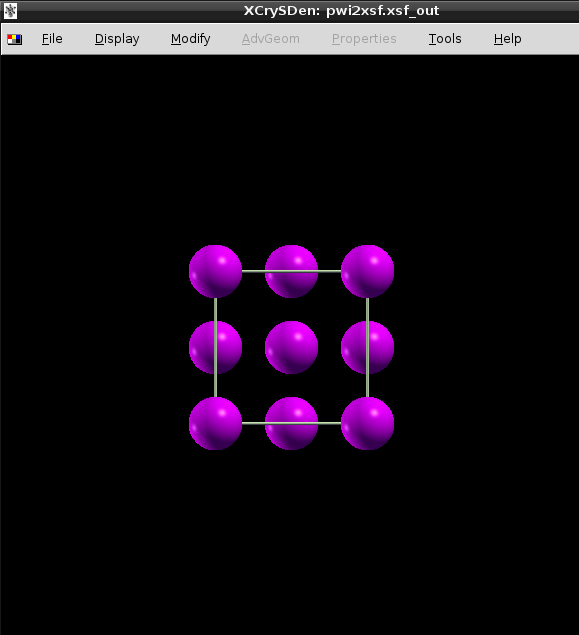 XCrySDen: pwi2xsf.xsf_out
File Display Modify AdvGeom Properties Tools Help